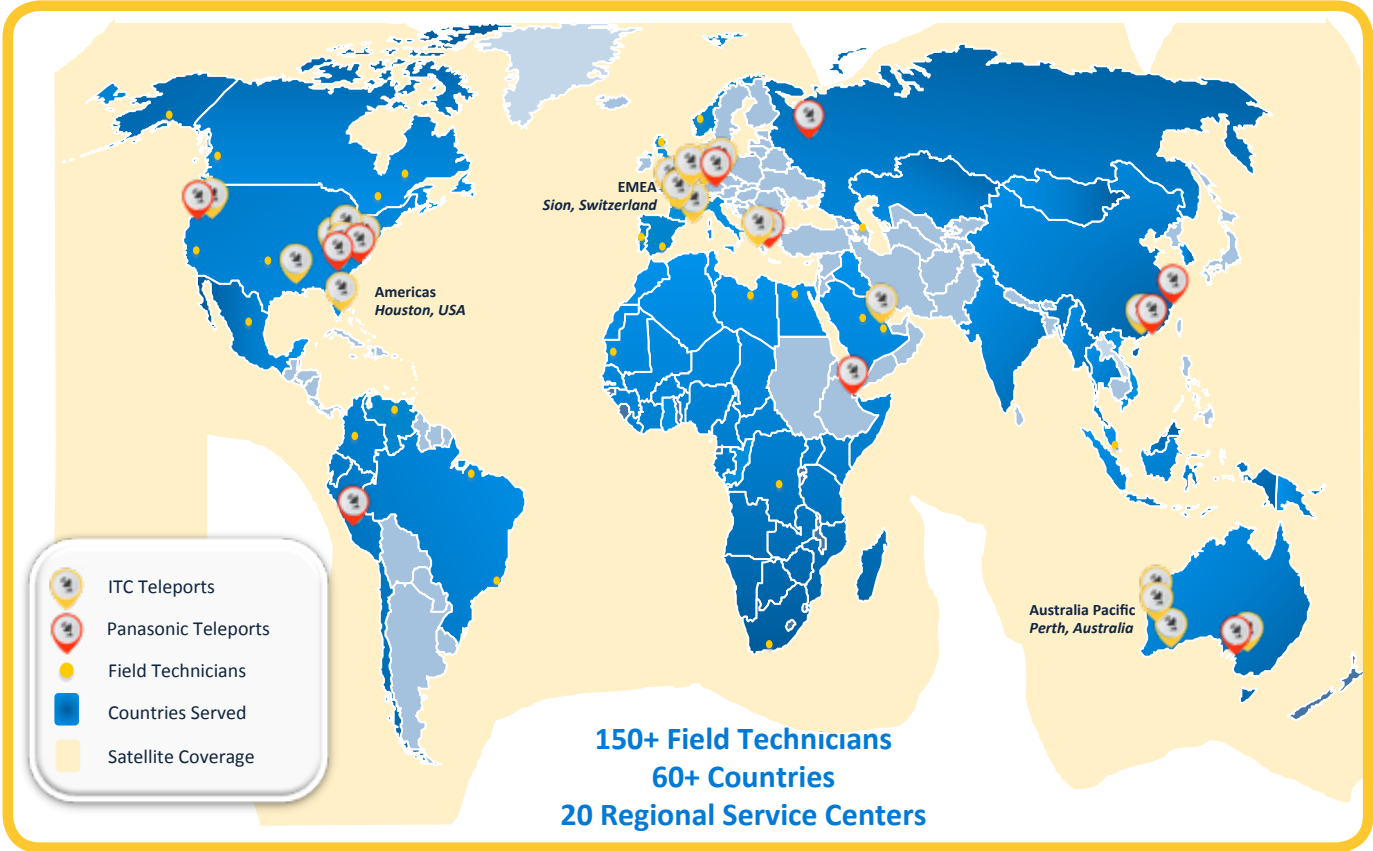 EMEA
Sion, Switzerland
Americas
Houston, USA
Australia Pacific
Perth, Australia
ITC Teleports
Panasonic Teleports
Field Technicians
Countries Served
Satellite Coverage
150+ Field Technicians
60+ Countries
20 Regional Service Centers